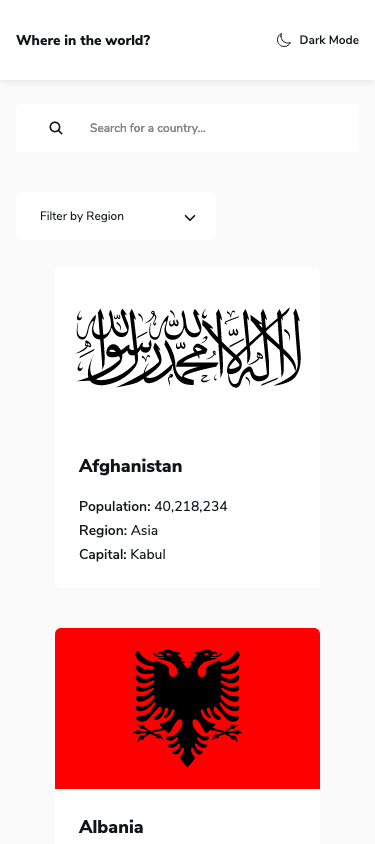 Where in the world?
Dark Mode
Search for a country...
Filter by Region
لا إله إلا الله محمد رسول الله
Afghanistan
Population: 40,218,234
Region: Asia
Capital: Kabul
Albania